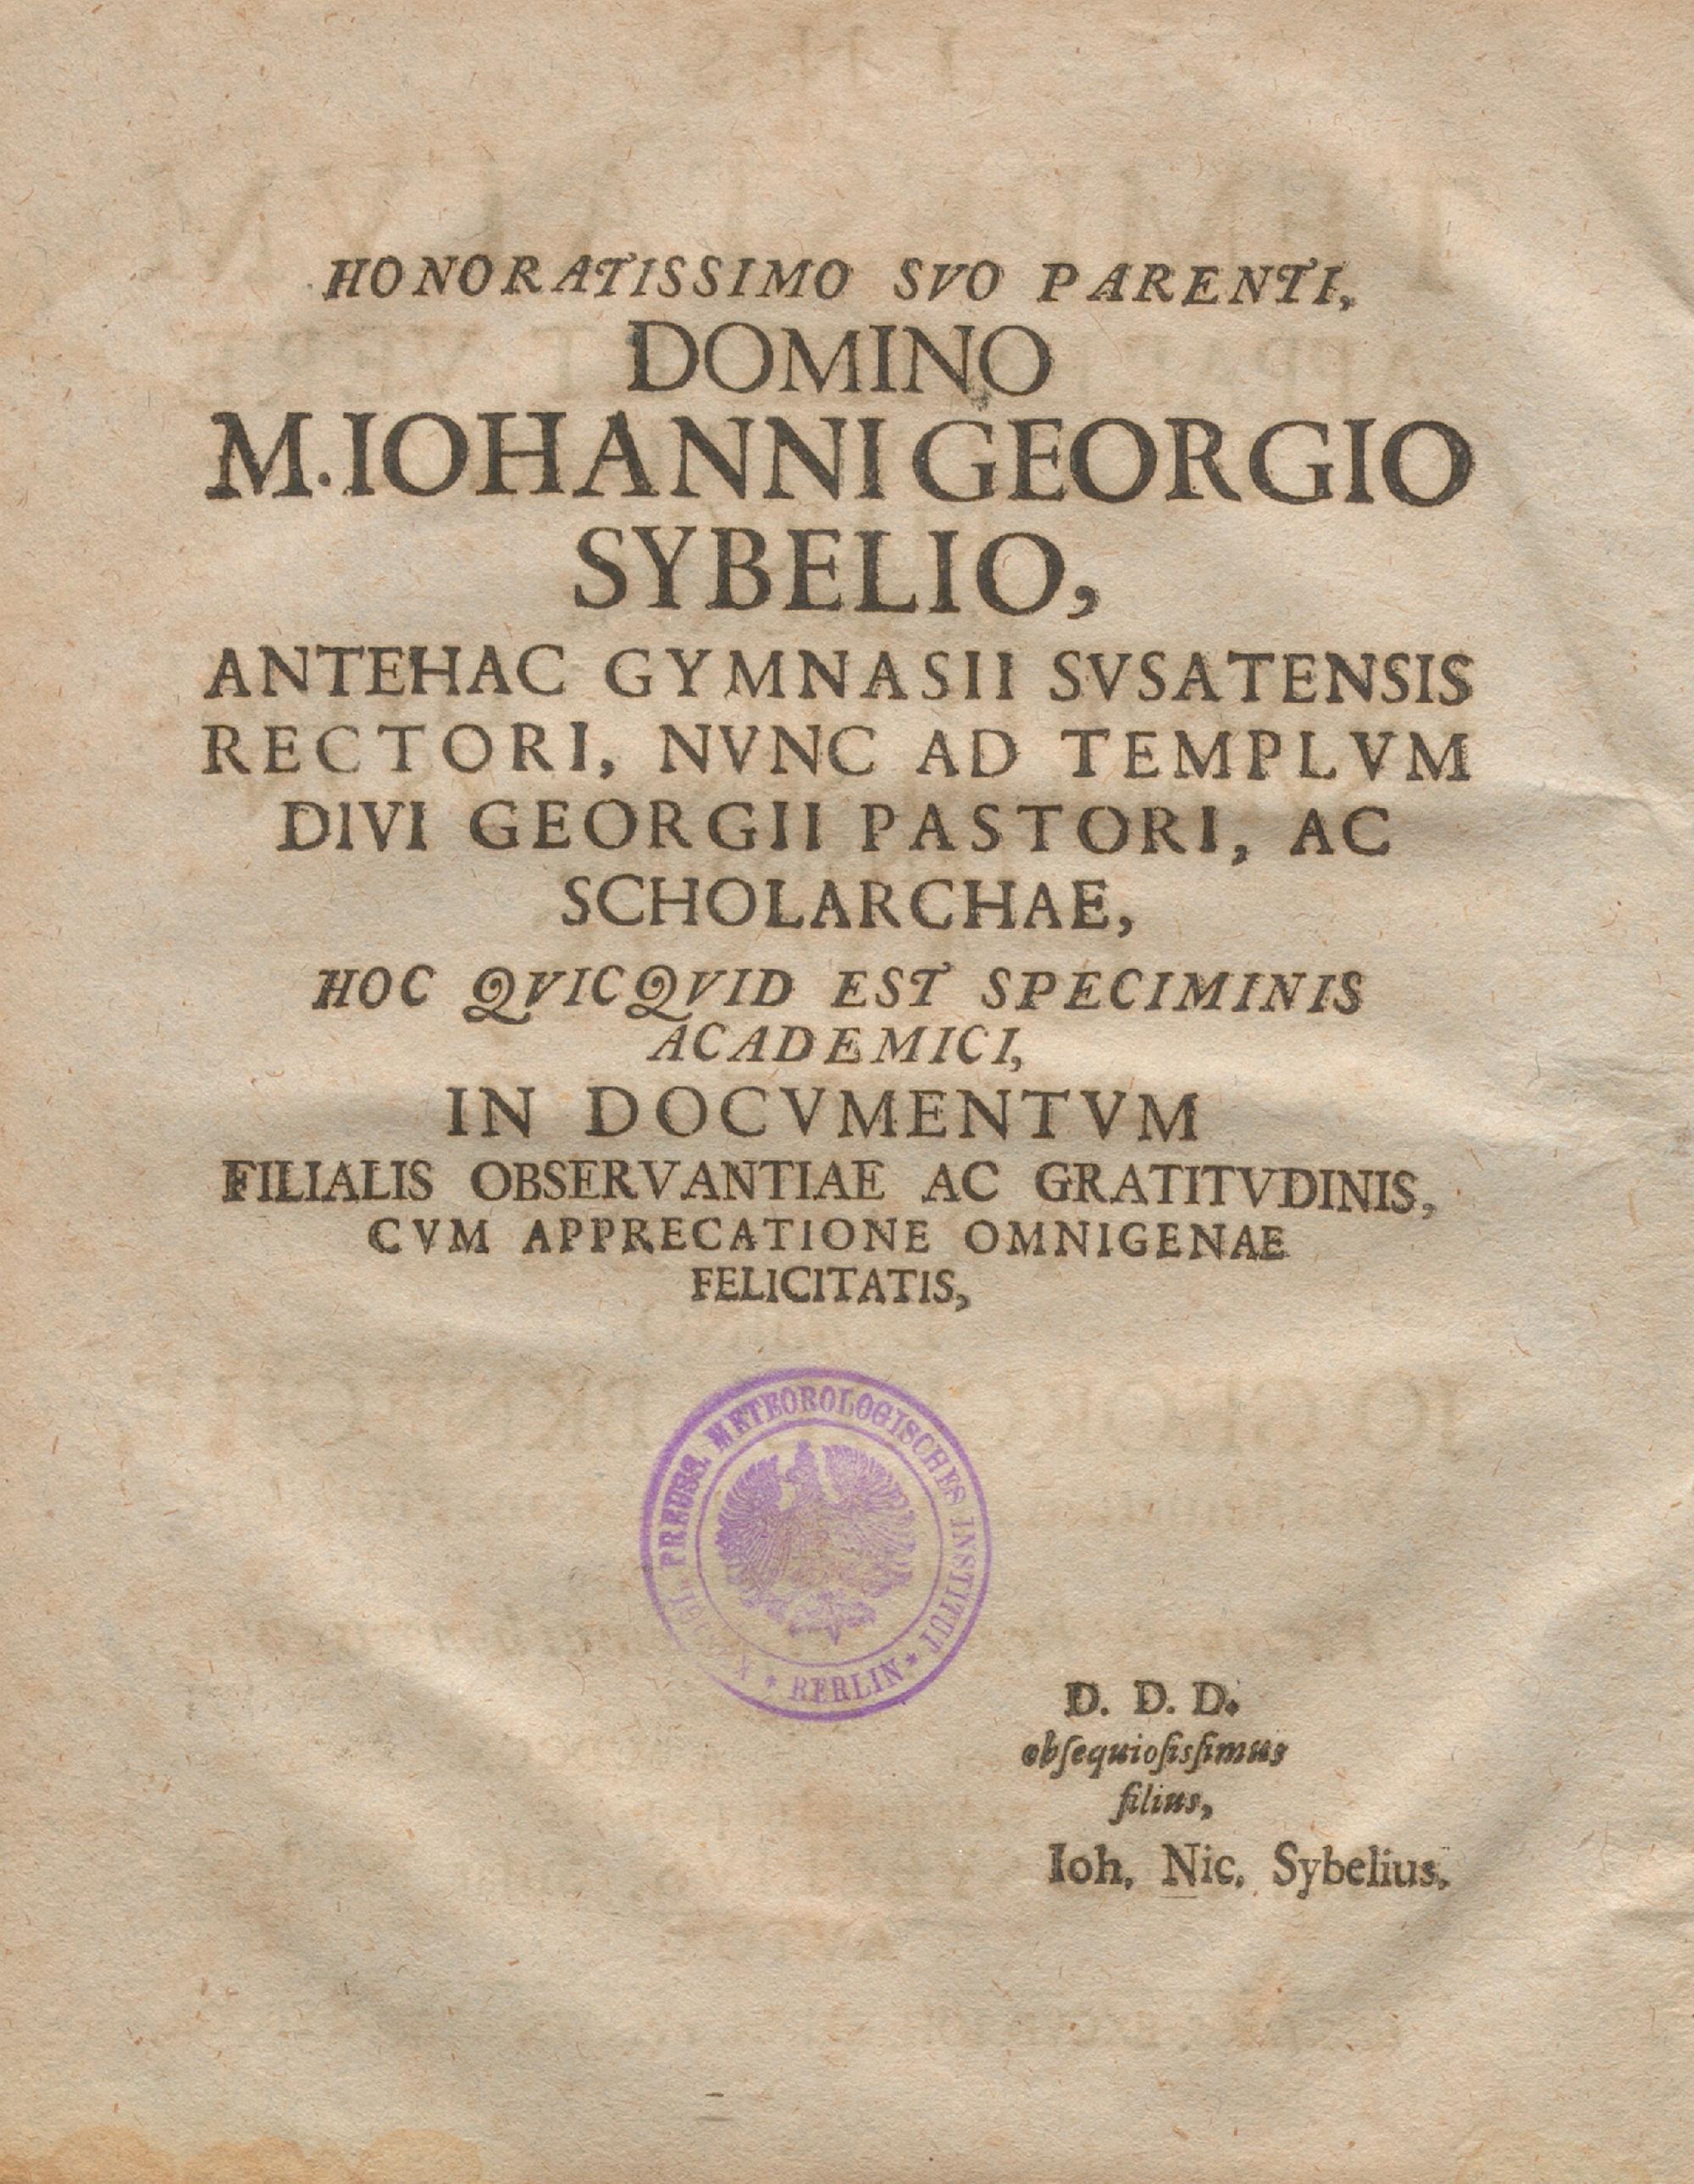 HONORATISSIMO SVO PARENTI,
DOMINO
M. IOHANNI GEORGIO
SYBELIO,
ANTEHAC GYMNASII SVSATENSIS
RECTORI, NVNC AD TEMPLVM
DIVI GEORGII PASTORI, AC
SCHOLARCHAE,
HOC QVICQVID EST SPECIMINIS
ACADEMICI,
IN DOCVMENTVM
FILIALIS OBSERVANTIAE AC GRATITVDINIS,
CVM APPRECATIONE OMNIGENAE
FELICITATIS,
PREUSS. METEOROLOGISCHES INSTITUT
* BERLIN *
D. D. D.
obſequioſisſimus
filius,
Ioh. Nic. Sybelius.